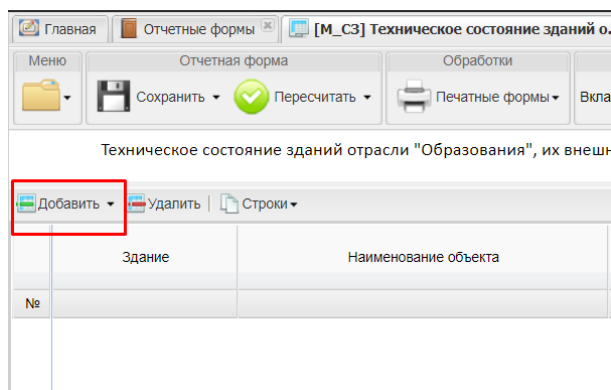 Главная Отчетные формы [М_СЗ] Техническое состояние зданий о.
Меню Отчетная форма Обработки
Сохранить Пересчитать Печатные формы Вкла
Техническое состояние зданий отрасли "Образования", их внешн
Добавить Удалить Строки
Здание Наименование объекта
№